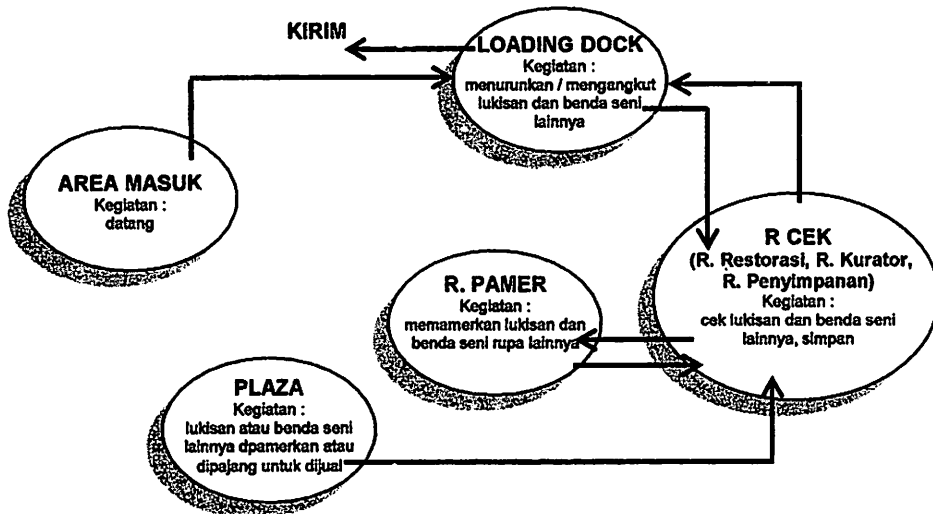 KIRIM
LOADING DOCK
Kegiatan :
menurunkan / mengangkut
lukisan dan benda seni
lainnya
AREA MASUK
Kegiatan :
datang
R CEK
(R. Restorasi, R. Kurator,
R. Penyimpanan)
Kegiatan :
cek lukisan dan benda seni
lainnya, simpan
R. PAMER
Kegiatan :
memamerkan lukisan dan
benda seni rupa lainnya
PLAZA
Kegiatan :
lukisan atau benda seni
lainnya dpamerkan atau
dipajang untuk dijual